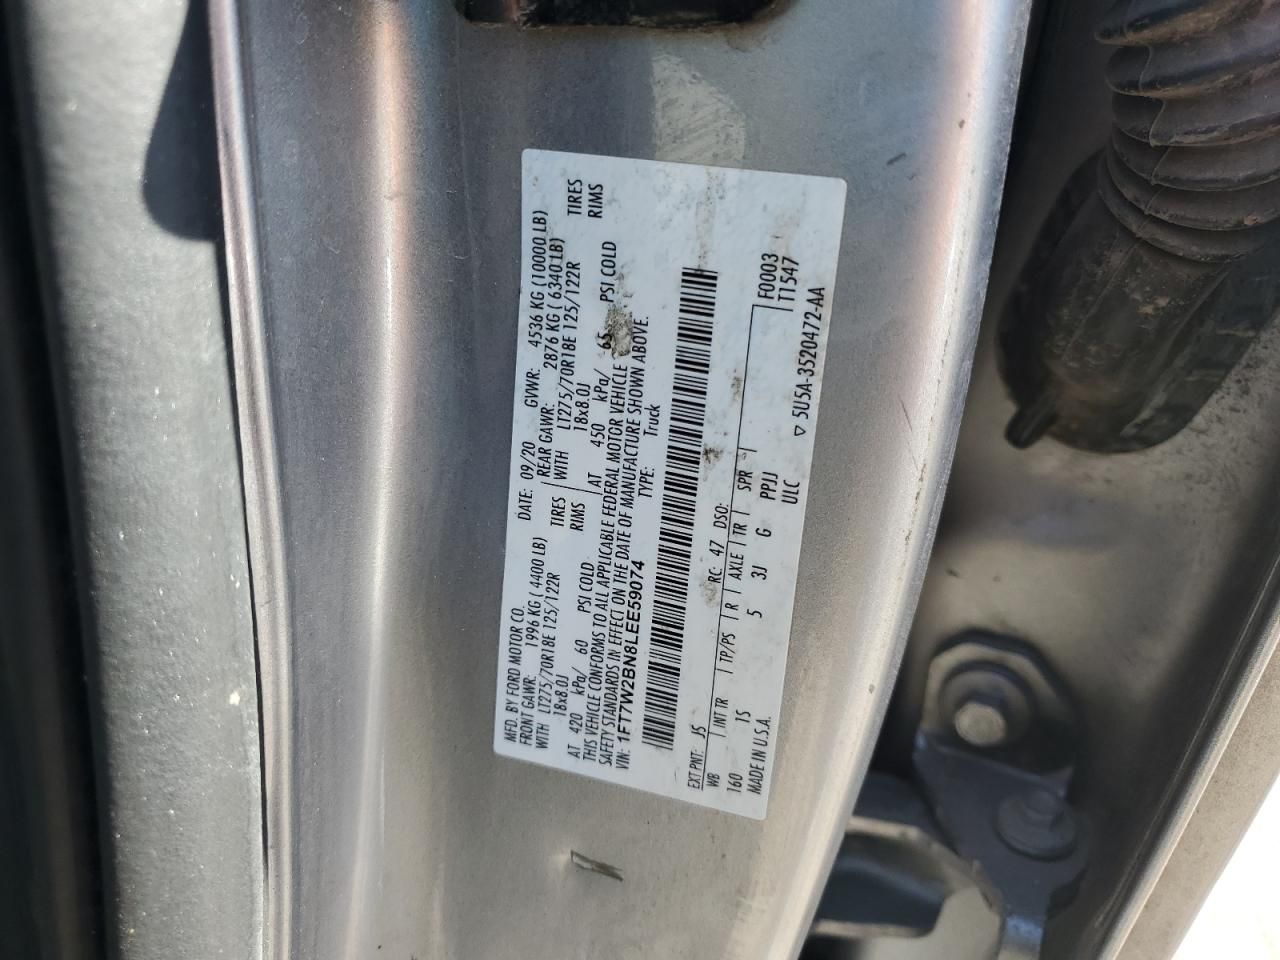 MFD. BY FORD MOTOR CO. DATE: 09/20 GVWR: 4536 KG (10000 LB)
FRONT GAWR: 1996 KG (4400 LB) REAR GAWR: 2876 KG (6340 LB)
WITH LT275/70R18E 125/122R TIRES WITH LT275/70R18E 125/122R TIRES
18x8.0J RIMS 18x8.0J RIMS
AT 420 kPa/ 60 PSI COLD AT 450 kPa/ 65 PSI COLD
THIS VEHICLE CONFORMS TO ALL APPLICABLE FEDERAL MOTOR VEHICLE
SAFETY STANDARDS IN EFFECT ON THE DATE OF MANUFACTURE SHOWN ABOVE.
VIN: 1FT7W2BN8LEE59074 TYPE: Truck
EXT PNT: JS RC: 47 DSO:
WB INT TR TP/PS R AXLE TR SPR F0003
160 1S 5 3J G PPJJ T1547
MADE IN U.S.A. ULC 5U5A-3520472-AA